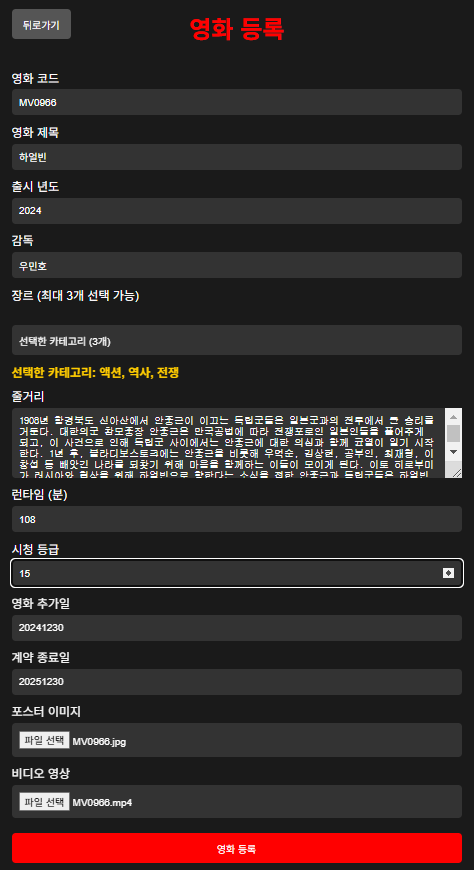 뒤로가기
영화 등록
영화 코드
MV0966
영화 제목
하얼빈
출시 년도
2024
감독
우민호
장르 (최대 3개 선택 가능)
선택한 카테고리 (3개)
선택한 카테고리: 액션, 역사, 전쟁
줄거리
1908년 함경북도 신아산에서 안중근이 이끄는 독립군들은 일본군과의 전투에서 큰 승리를
거둔다. 대한의군 참모중장 안중근은 만국공법에 따라 전쟁포로인 일본인들을 풀어주게
되고, 이 사건으로 인해 독립군 사이에서는 안중근에 대한 의심과 함께 균열이 일기 시작
한다. 1년 후, 블라디보스토크에는 안중근을 비롯해 우덕순, 김상현, 공부인, 최재형, 이
창섭 등 빼앗긴 나라를 되찾기 위해 마음을 함께하는 이들이 모이게 된다. 이토 히로부미
가 러시아와 협상을 위해 하얼빈으로 향한다는 소식을 접한 안중근과 독립군들은 하얼빈
런타임 (분)
108
시청 등급
15
영화 추가일
20241230
계약 종료일
20251230
포스터 이미지
파일 선택 MV0966.jpg
비디오 영상
파일 선택 MV0966.mp4
영화 등록